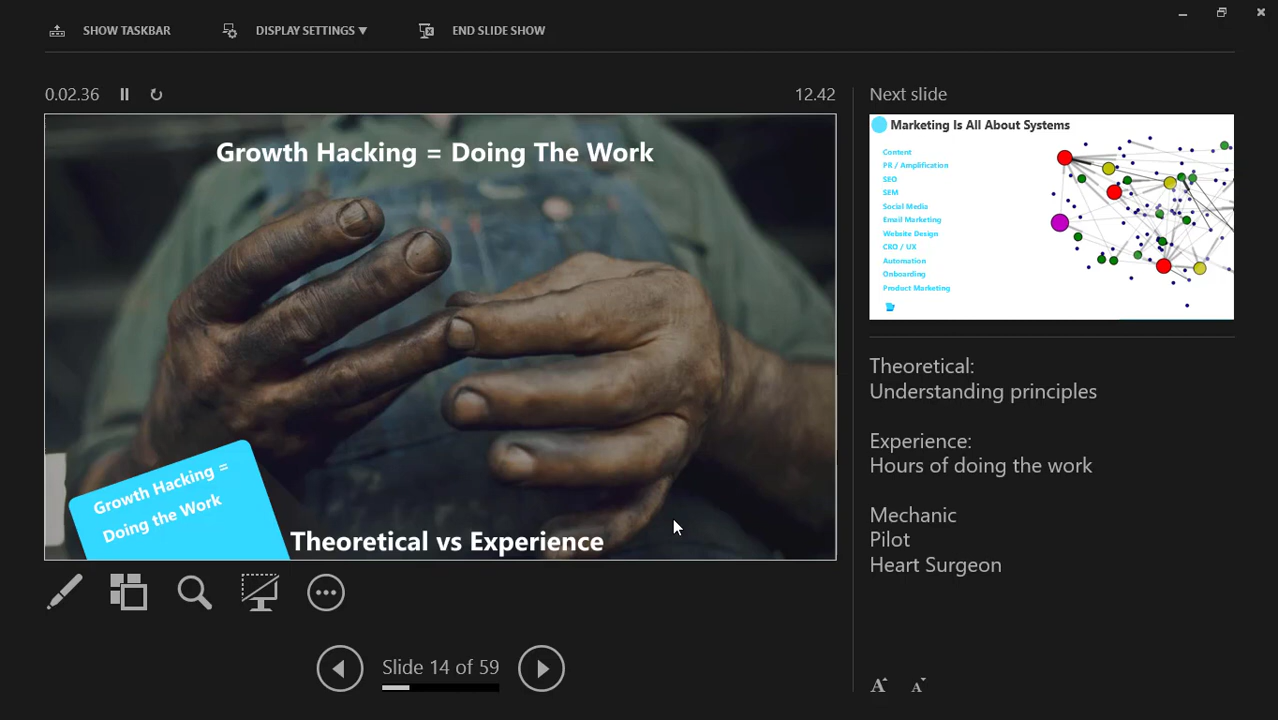 SHOW TASKBAR
DISPLAY SETTINGS ▼
END SLIDE SHOW
0.02.36
12.42
Growth Hacking = Doing The Work
Growth Hacking =
Doing the Work
Theoretical vs Experience
Slide 14 of 59
Next slide
Marketing Is All About Systems
Content
PR / Amplification
SEO
SEM
Social Media
Email Marketing
Website Design
CRO / UX
Automation
Onboarding
Product Marketing
Theoretical:
Understanding principles
Experience:
Hours of doing the work
Mechanic
Pilot
Heart Surgeon
A A